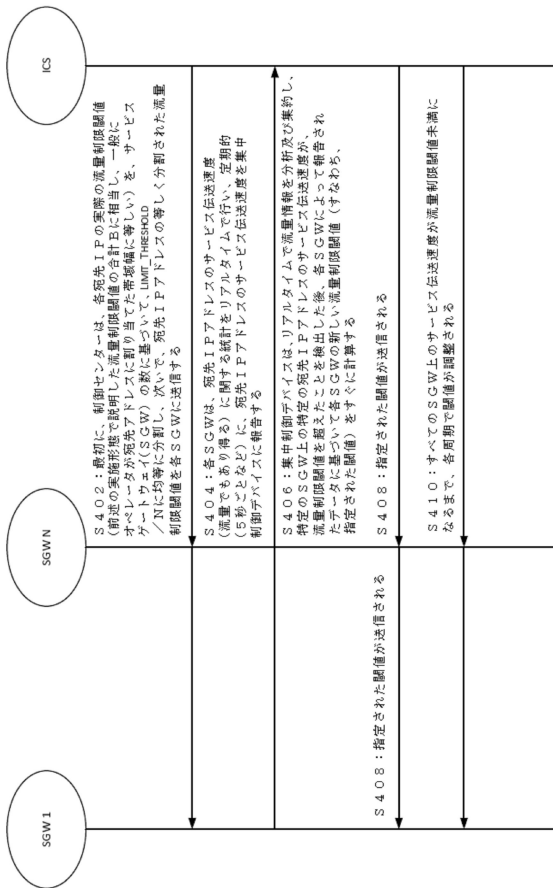 SGW 1
SGW N
ICS
S402：最初に、制御センターは、各宛先IPの実際の流量制限閾値
(前述の実施形態で説明した流量制限閾値の合計Bに相当し、一般に
オペレータが宛先アドレスに割り当てた帯域幅に等しい）を、サービス
ゲートウェイ(SGW）の数に基づいて、LIMIT_THRESHOLD
／Nに均等に分割し、次いで、宛先IPアドレスの等しく分割された流量
制限閾値を各SGWに送信する
S404：各SGWは、宛先IPアドレスのサービス伝送速度
(流量でもあり得る）に関する統計をリアルタイムで行い、定期的
(5秒ごとなど）に、宛先IPアドレスのサービス伝送速度を集中
制御デバイスに報告する
S406：集中制御デバイスは、リアルタイムで流量情報を分析及び集約し、
特定のSGW上の特定の宛先IPアドレスのサービス伝送速度が、
流量制限閾値を超えたことを検出した後、各SGWによって報告され
たデータに基づいて各SGWの新しい流量制限閾値（すなわち、
指定された閾値）をすぐに計算する
S408：指定された閾値が送信される
S408：指定された閾値が送信される
S410：すべてのSGW上のサービス伝送速度が流量制限閾値未満に
なるまで、各周期で閾値が調整される